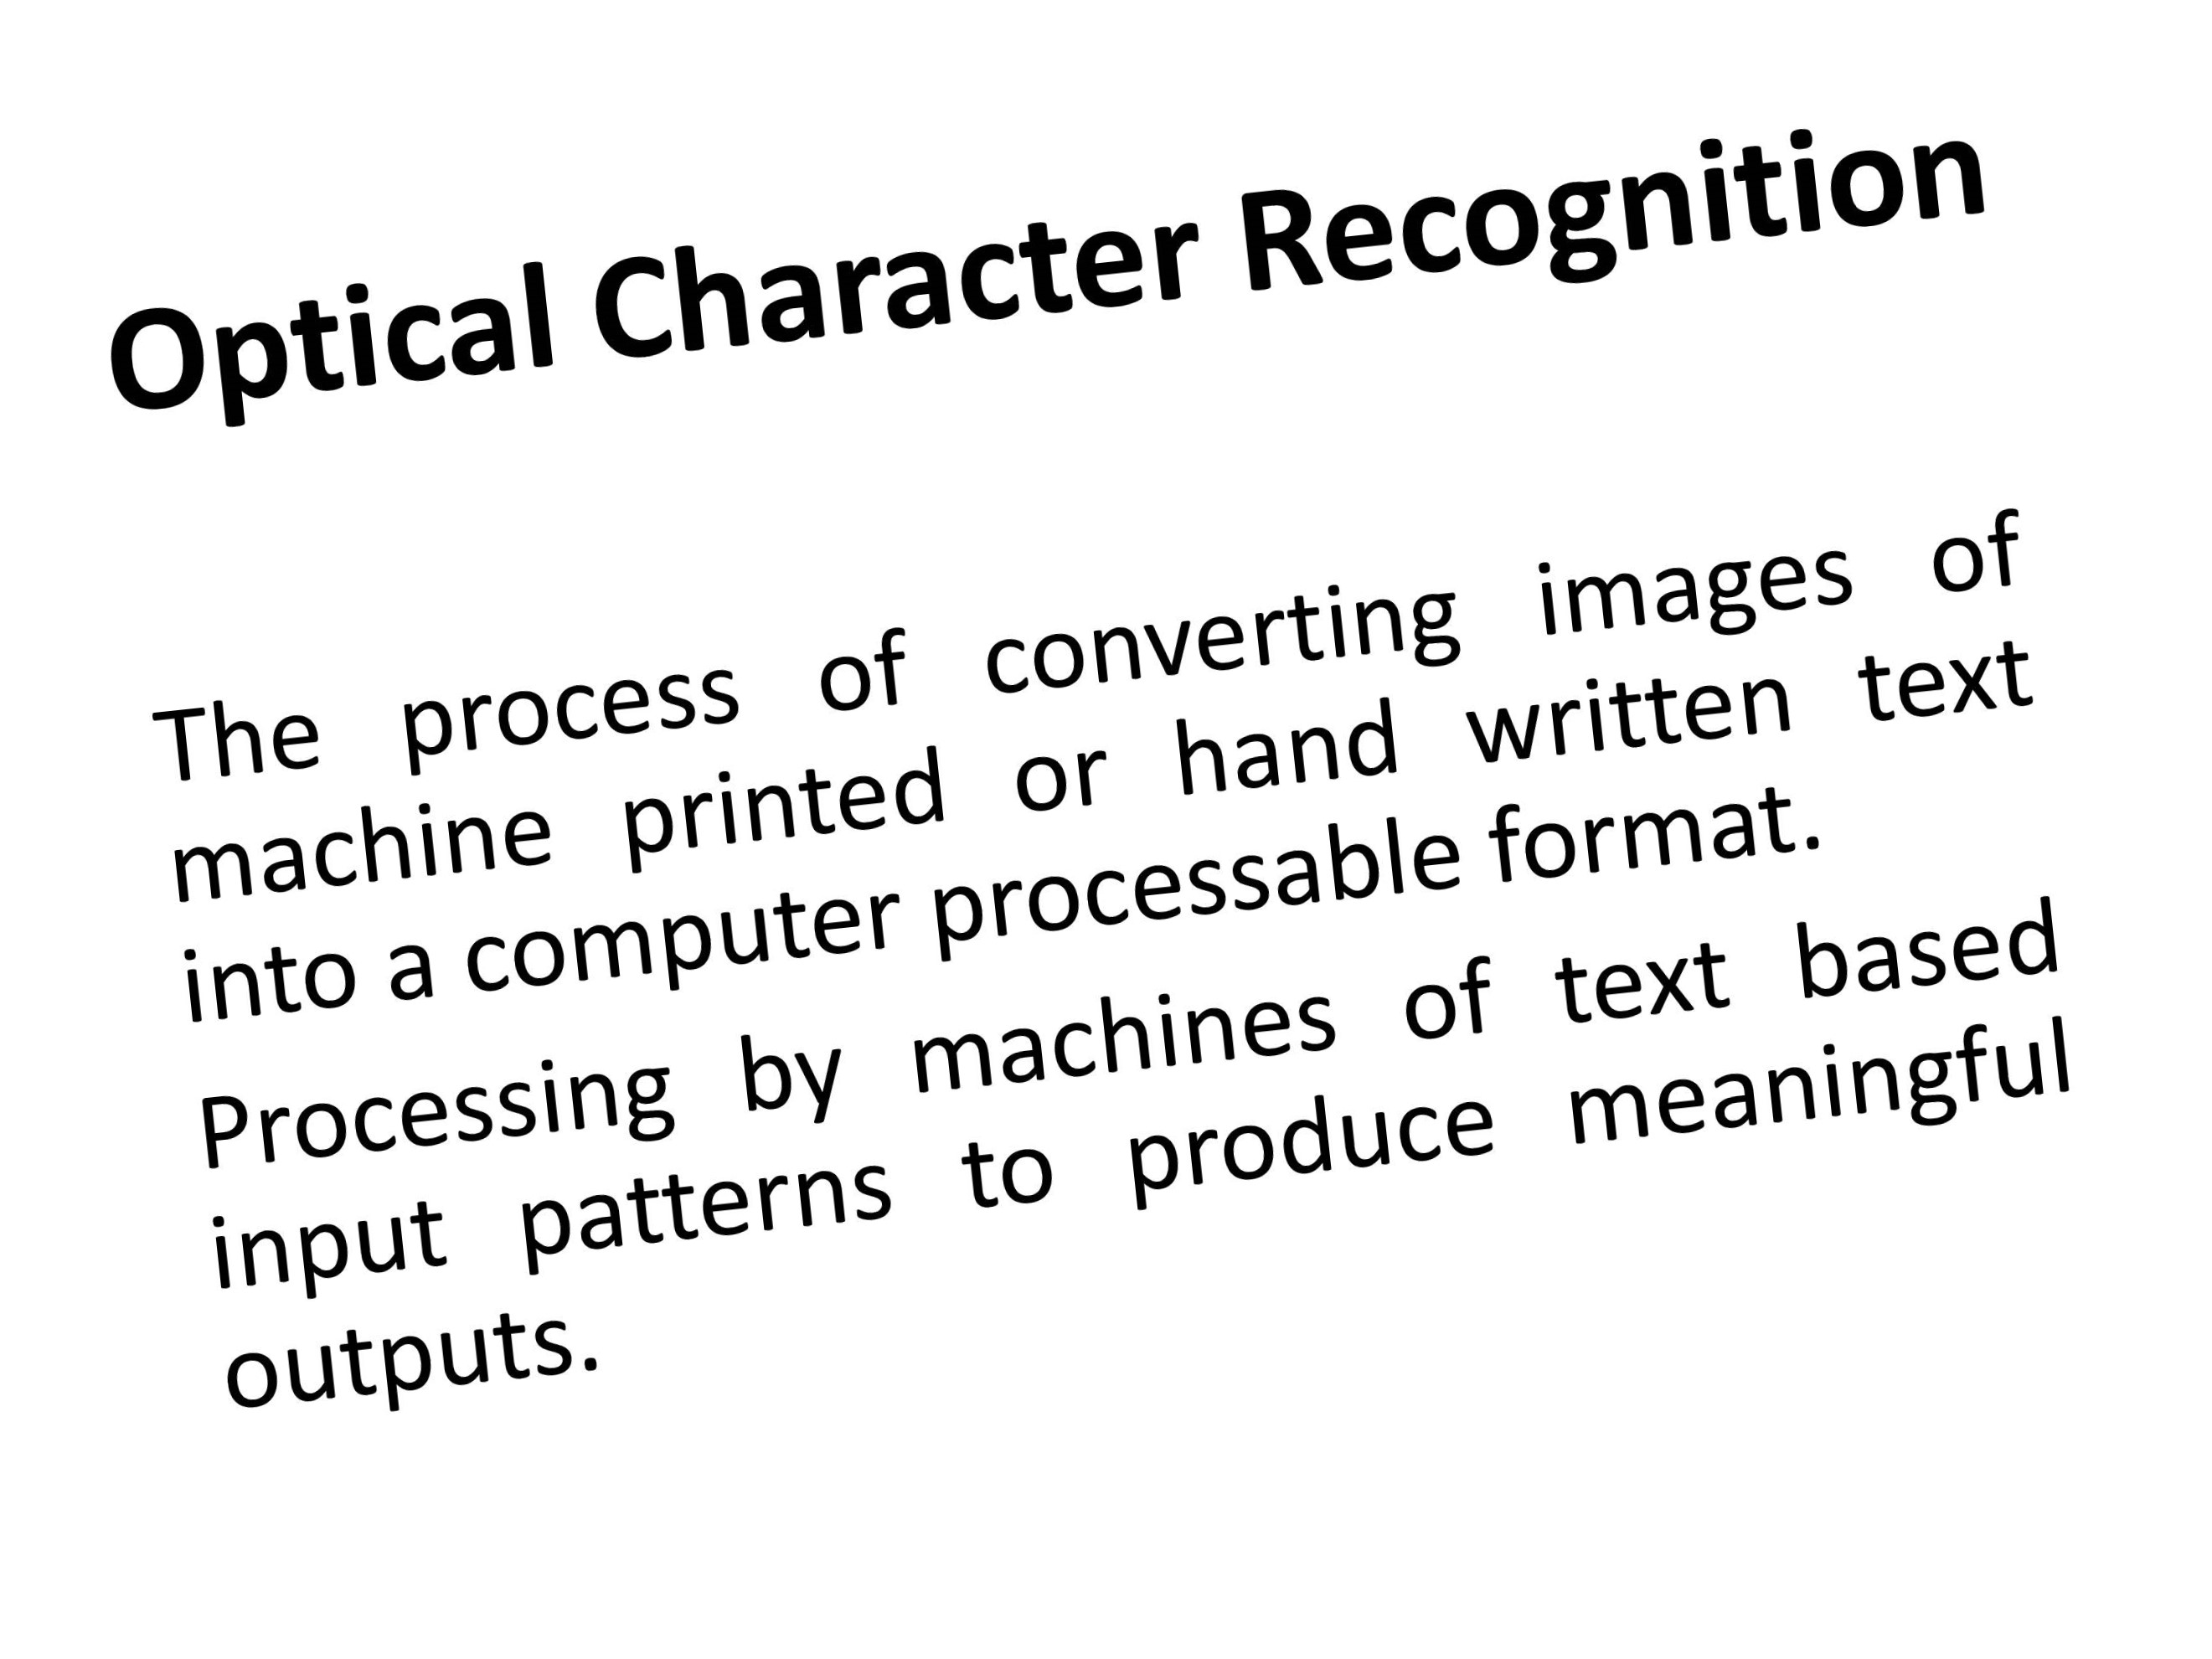 Optical Character Recognition
The process of converting images of
machine printed or hand written text
into a computer processable format.
Processing by machines of text based
input patterns to produce meaningful
outputs.